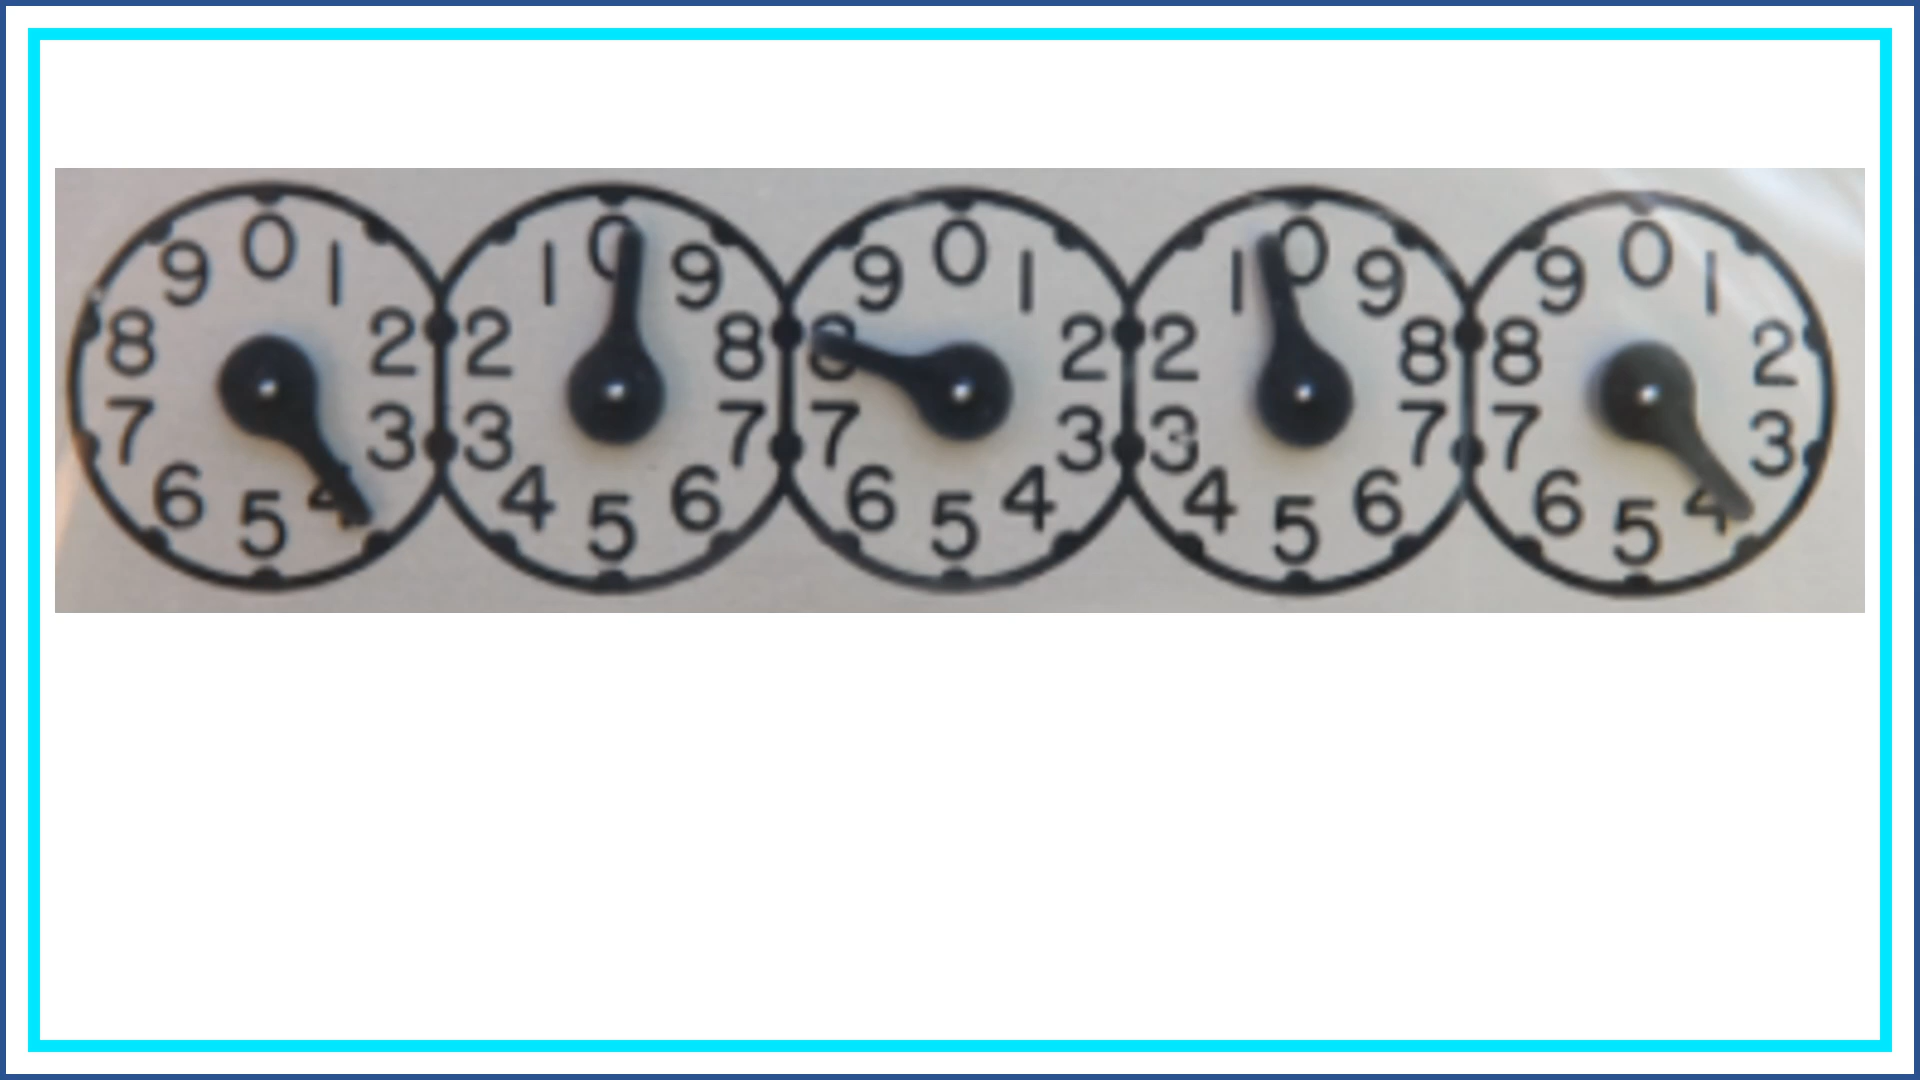 9 0 1 1 0 9 9 0 1 1 0 9 9 0 1
8 2 2 8 8 2 2 8 8 2
7 3 3 7 7 3 3 7 7 3
6 5 4 4 5 6 6 5 4 4 5 6 6 5 4